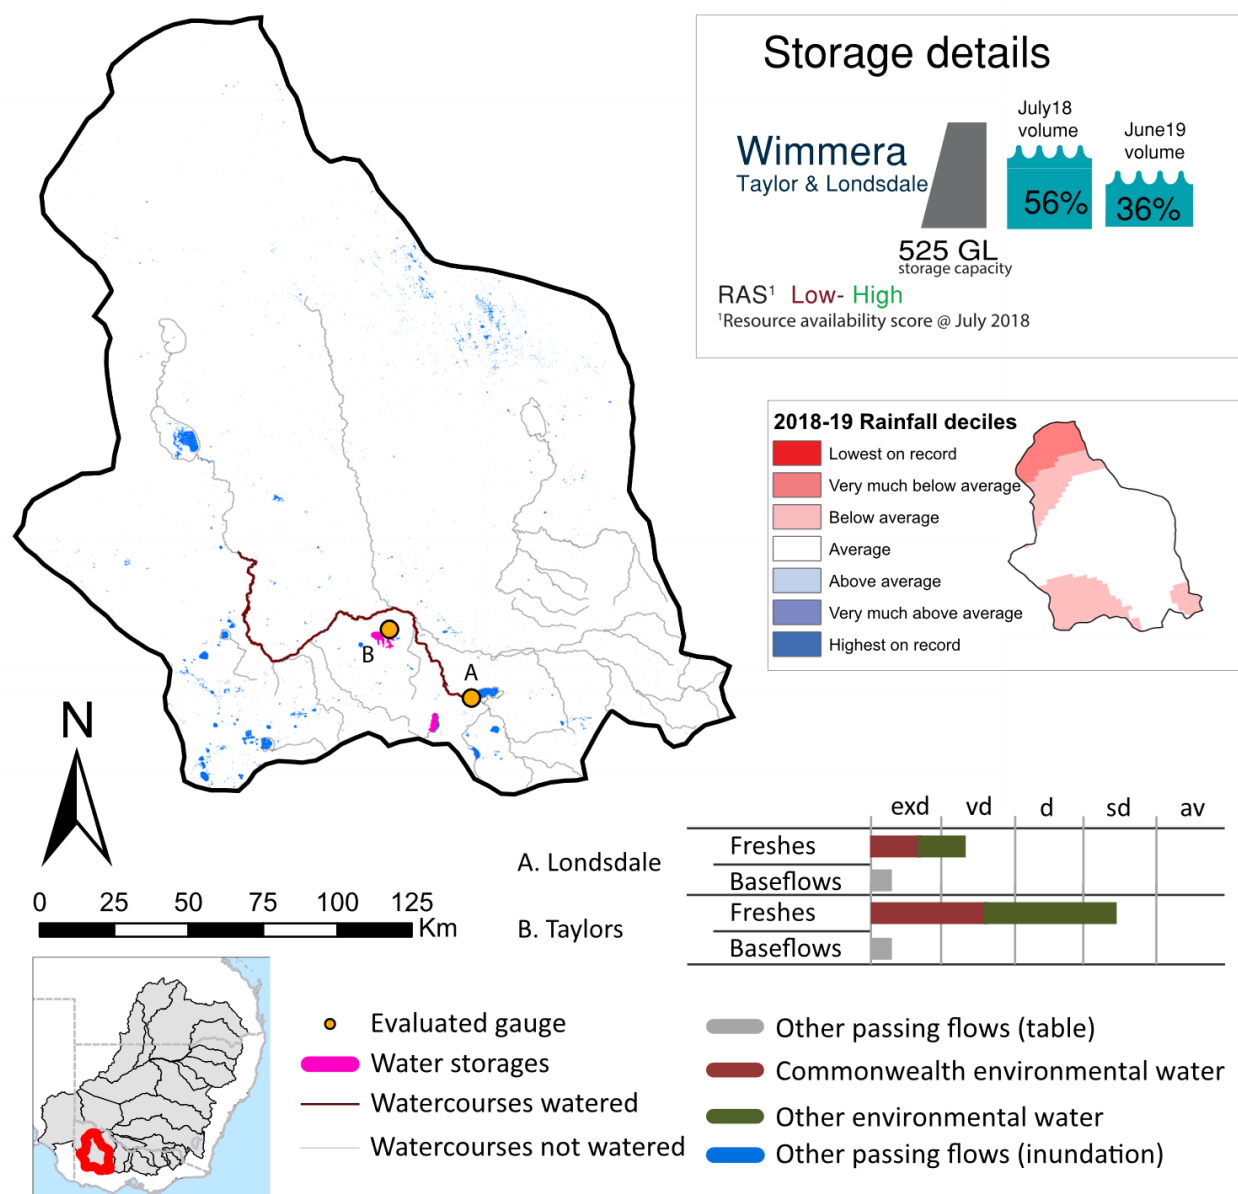 Storage details
July18
volume
June19
volume
Wimmera
Taylor & Londsdale
56%
36%
525 GL
storage capacity
RAS¹ Low- High
¹Resource availability score @ July 2018
2018-19 Rainfall deciles
Lowest on record
Very much below average
Below average
Average
Above average
Very much above average
Highest on record
B
A
N
0 25 50 75 100 125
Km
exd vd d sd av
A. Londsdale
Freshes
Baseflows
B. Taylors
Freshes
Baseflows
Evaluated gauge
Water storages
Watercourses watered
Watercourses not watered
Other passing flows (table)
Commonwealth environmental water
Other environmental water
Other passing flows (inundation)